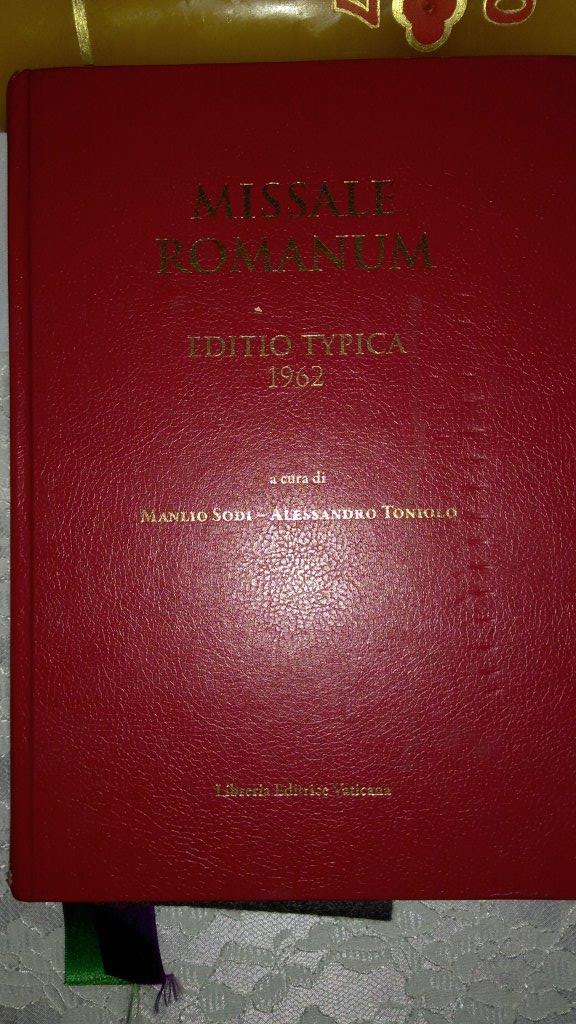 MISSALE
ROMANUM
EDITIO TYPICA
1962
a cura di
MANLIO SODI – ALESSANDRO TONIOLO
Libreria Editrice Vaticana